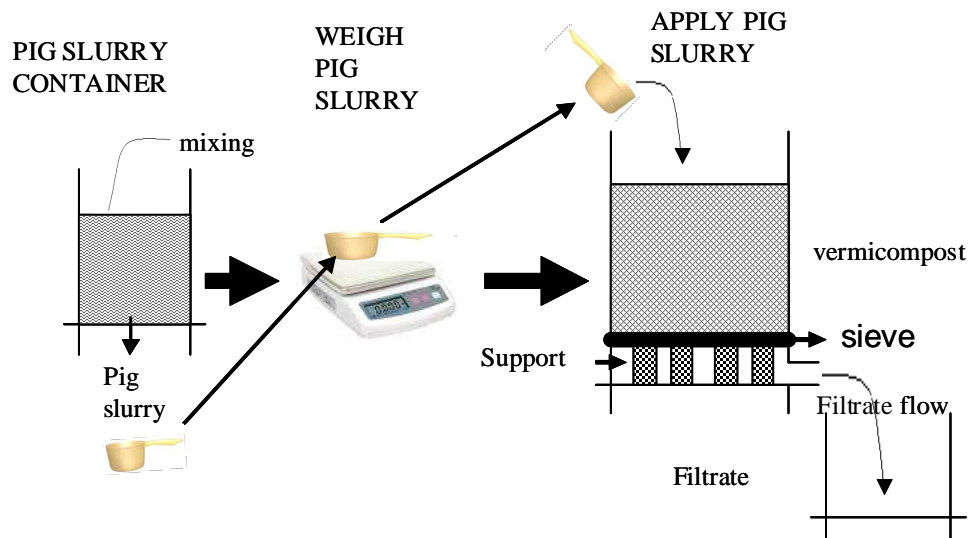 PIG SLURRY
CONTAINER
mixing
Pig
slurry
WEIGH
PIG
SLURRY
APPLY PIG
SLURRY
vermicompost
sieve
Support
Filtrate flow
Filtrate